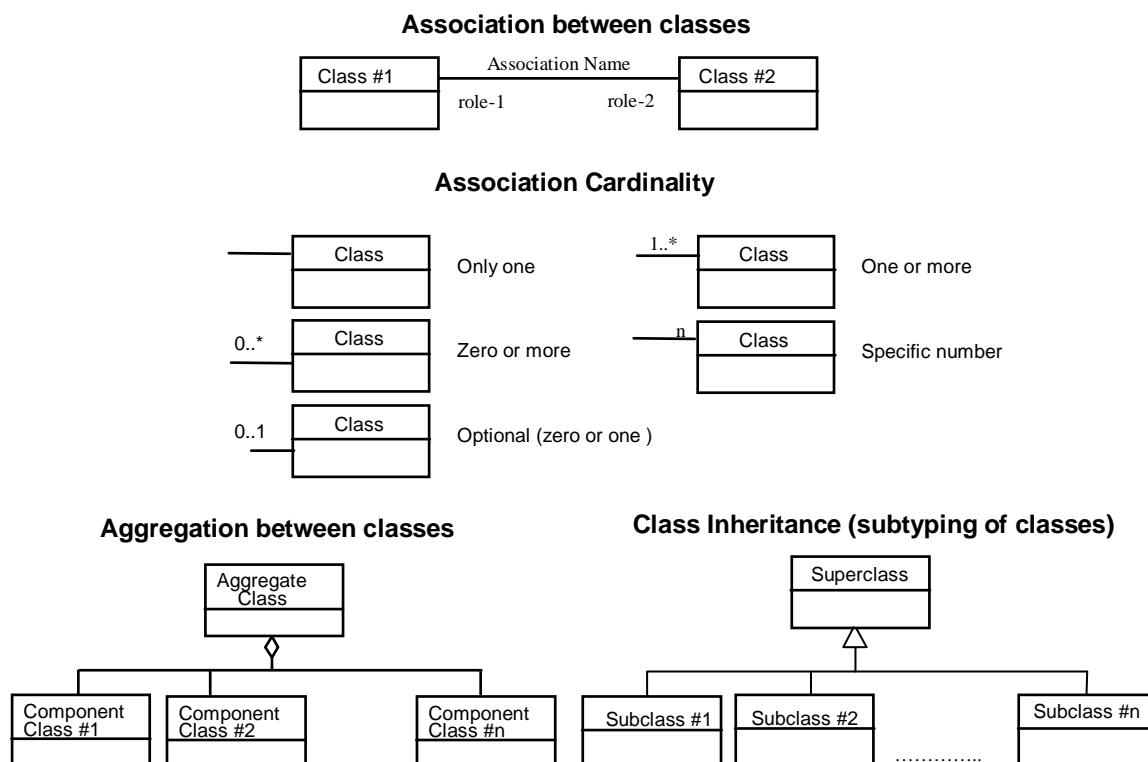 Association between classes
Class #1
Association Name
Class #2
role-1
role-2
Association Cardinality
Class
Only one
1..*
Class
One or more
0..*
Class
Zero or more
n
Class
Specific number
0..1
Class
Optional (zero or one )
Aggregation between classes
Aggregate
Class
Component
Class #1
Component
Class #2
Component
Class #n
Class Inheritance (subtyping of classes)
Superclass
Subclass #1
Subclass #2
Subclass #n
…………..